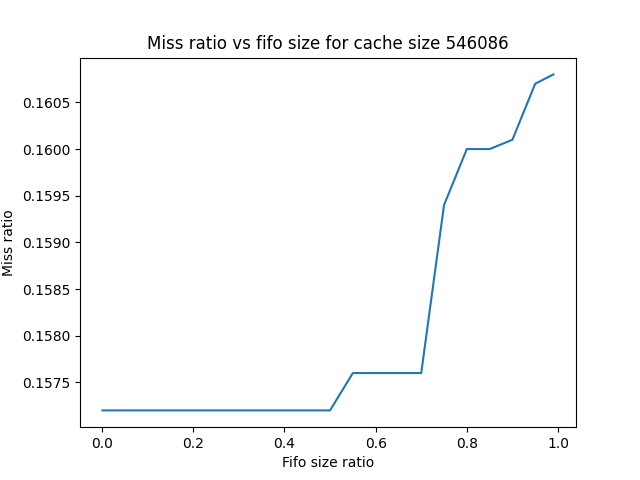 Miss ratio vs fifo size for cache size 546086
0.1605
0.1600
0.1595
0.1590
0.1585
0.1580
0.1575
Miss ratio
0.0 0.2 0.4 0.6 0.8 1.0
Fifo size ratio